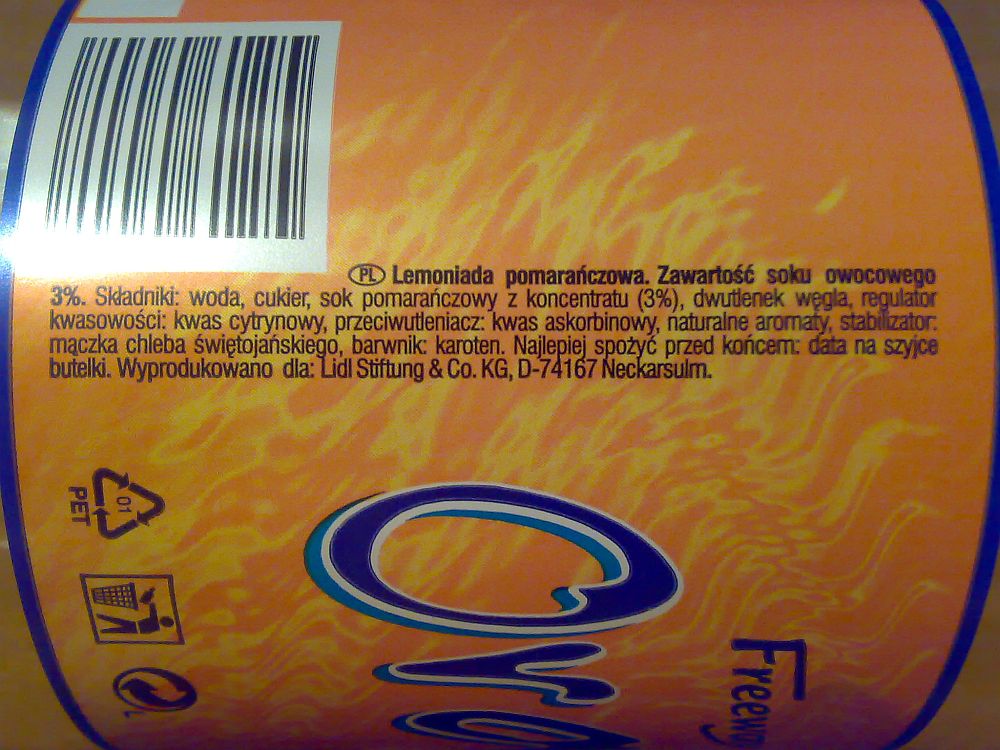 PL Lemoniada pomarańczowa. Zawartość soku owocowego
3%. Składniki: woda, cukier, sok pomarańczowy z koncentratu (3%), dwutlenek węgla, regulator
kwasowości: kwas cytrynowy, przeciwutleniacz: kwas askorbinowy, naturalne aromaty, stabilizator:
mączka chleba świętojańskiego, barwnik: karoten. Najlepiej spożyć przed końcem: data na szyjce
butelki. Wyprodukowano dla: Lidl Stiftung & Co. KG, D-74167 Neckarsulm.
01
PET
Freeway
Ora